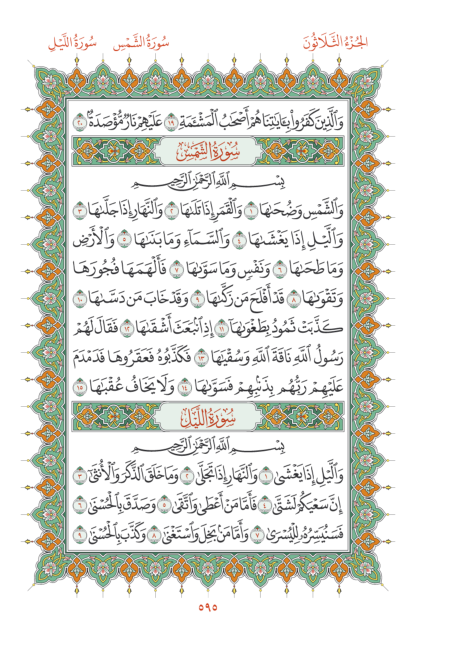 الجُزْءُ الثَّلَاثُونَ سُورَةُ الشَّمْسِ سُورَةُ اللَّيْلِ
وَٱلَّذِينَ كَفَرُوا۟ بِـَٔايَـٰتِنَا هُمْ أَصْحَـٰبُ ٱلْمَشْـَٔمَةِ ١٩ عَلَيْهِمْ نَارٌ مُّؤْصَدَةٌۢ ٢٠
سُورَةُ الشَّمْسِ
بِسْمِ ٱللَّهِ ٱلرَّحْمَـٰنِ ٱلرَّحِيمِ
وَٱلشَّمْسِ وَضُحَىٰهَا ١ وَٱلْقَمَرِ إِذَا تَلَىٰهَا ٢ وَٱلنَّهَارِ إِذَا جَلَّىٰهَا ٣
وَٱلَّيْلِ إِذَا يَغْشَىٰهَا ٤ وَٱلسَّمَآءِ وَمَا بَنَىٰهَا ٥ وَٱلْأَرْضِ
وَمَا طَحَىٰهَا ٦ وَنَفْسٍ وَمَا سَوَّىٰهَا ٧ فَأَلْهَمَهَا فُجُورَهَا
وَتَقْوَىٰهَا ٨ قَدْ أَفْلَحَ مَن زَكَّىٰهَا ٩ وَقَدْ خَابَ مَن دَسَّىٰهَا ١٠
كَذَّبَتْ ثَمُودُ بِطَغْوَىٰهَآ ١١ إِذِ ٱنۢبَعَثَ أَشْقَىٰهَا ١٢ فَقَالَ لَهُمْ
رَسُولُ ٱللَّهِ نَاقَةَ ٱللَّهِ وَسُقْيَـٰهَا ١٣ فَكَذَّبُوهُ فَعَقَرُوهَا فَدَمْدَمَ
عَلَيْهِمْ رَبُّهُم بِذَنۢبِهِمْ فَسَوَّىٰهَا ١٤ وَلَا يَخَافُ عُقْبَـٰهَا ١٥
سُورَةُ اللَّيْلِ
بِسْمِ ٱللَّهِ ٱلرَّحْمَـٰنِ ٱلرَّحِيمِ
وَٱلَّيْلِ إِذَا يَغْشَىٰ ١ وَٱلنَّهَارِ إِذَا تَجَلَّىٰ ٢ وَمَا خَلَقَ ٱلذَّكَرَ وَٱلْأُنثَىٰٓ ٣
إِنَّ سَعْيَكُمْ لَشَتَّىٰ ٤ فَأَمَّا مَنْ أَعْطَىٰ وَٱتَّقَىٰ ٥ وَصَدَّقَ بِٱلْحُسْنَىٰ ٦
فَسَنُيَسِّرُهُۥ لِلْيُسْرَىٰ ٧ وَأَمَّا مَنۢ بَخِلَ وَٱسْتَغْنَىٰ ٨ وَكَذَّبَ بِٱلْحُسْنَىٰ ٩
٥٩٥